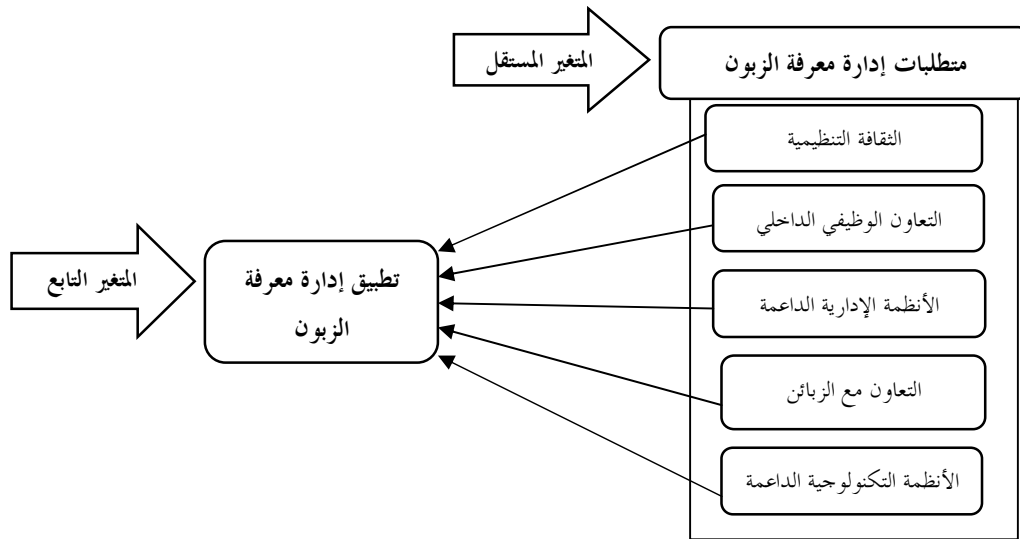 المتغير المستقل
متطلبات إدارة معرفة الزبون
الثقافة التنظيمية
التعاون الوظيفي الداخلي
الأنظمة الإدارية الداعمة
التعاون مع الزبائن
الأنظمة التكنولوجية الداعمة
المتغير التابع
تطبيق إدارة معرفة
الزبون